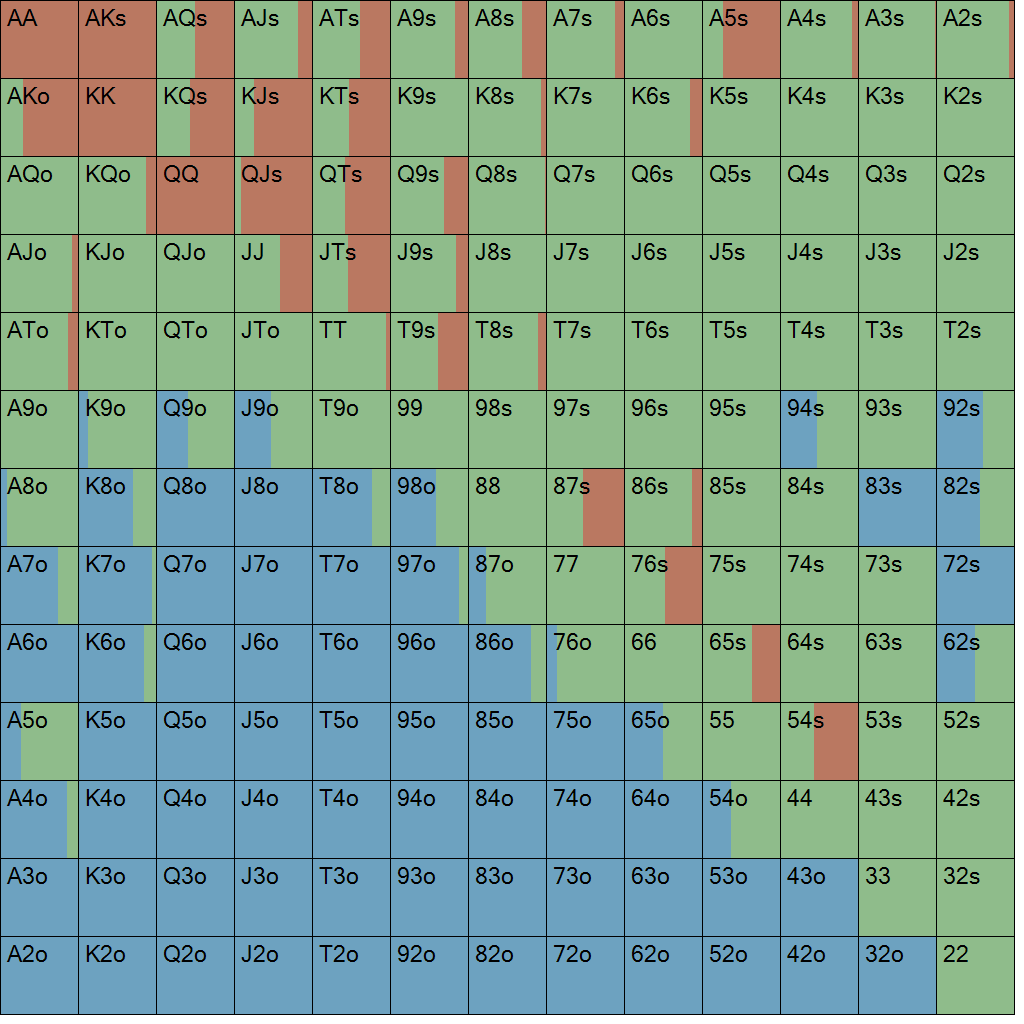 AA AKs AQs AJs ATs A9s A8s A7s A6s A5s A4s A3s A2s
AKo KK KQs KJs KTs K9s K8s K7s K6s K5s K4s K3s K2s
AQo KQo QQ QJs QTs Q9s Q8s Q7s Q6s Q5s Q4s Q3s Q2s
AJo KJo QJo JJ JTs J9s J8s J7s J6s J5s J4s J3s J2s
ATo KTo QTo JTo TT T9s T8s T7s T6s T5s T4s T3s T2s
A9o K9o Q9o J9o T9o 99 98s 97s 96s 95s 94s 93s 92s
A8o K8o Q8o J8o T8o 98o 88 87s 86s 85s 84s 83s 82s
A7o K7o Q7o J7o T7o 97o 87o 77 76s 75s 74s 73s 72s
A6o K6o Q6o J6o T6o 96o 86o 76o 66 65s 64s 63s 62s
A5o K5o Q5o J5o T5o 95o 85o 75o 65o 55 54s 53s 52s
A4o K4o Q4o J4o T4o 94o 84o 74o 64o 54o 44 43s 42s
A3o K3o Q3o J3o T3o 93o 83o 73o 63o 53o 43o 33 32s
A2o K2o Q2o J2o T2o 92o 82o 72o 62o 52o 42o 32o 22